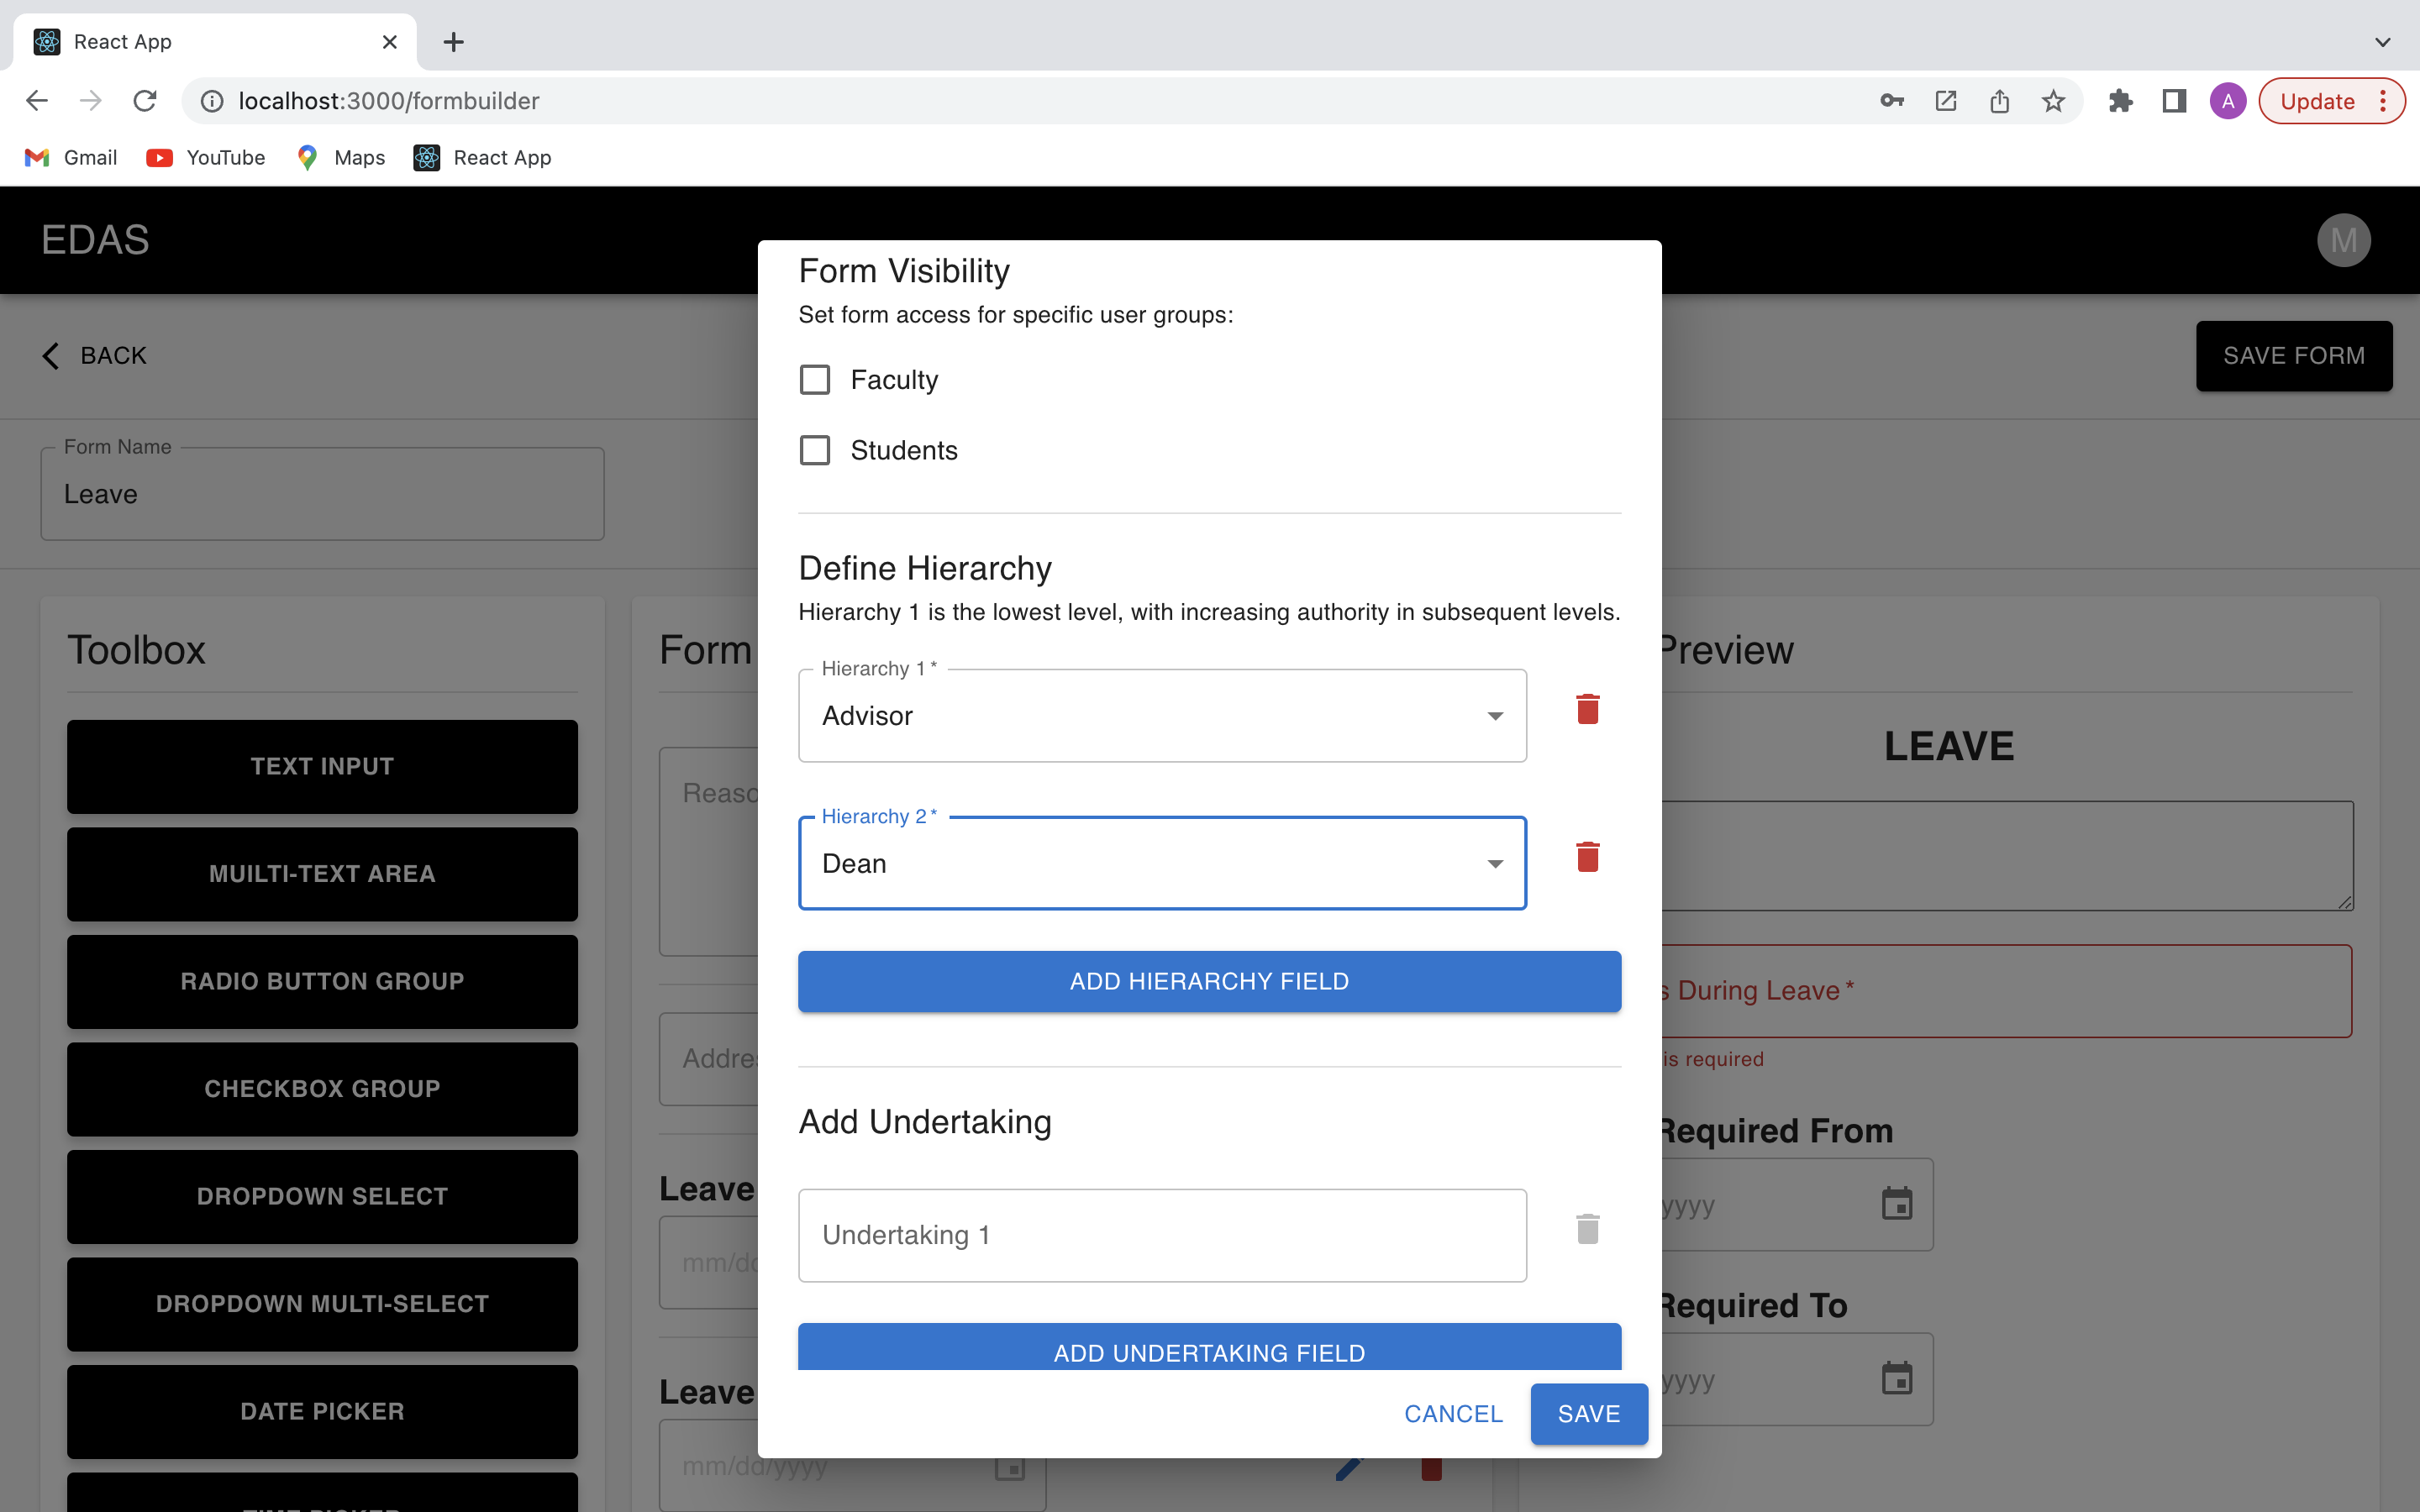 React App
localhost:3000/formbuilder
A
Update
Gmail
YouTube
Maps
React App
EDAS
M
BACK
SAVE FORM
Form Name
Leave
Toolbox
TEXT INPUT
MUILTI-TEXT AREA
RADIO BUTTON GROUP
CHECKBOX GROUP
DROPDOWN SELECT
DROPDOWN MULTI-SELECT
DATE PICKER
Form
Leave
Leave
mm/dd/yyyy
Form Visibility
Set form access for specific user groups:
Faculty
Students
Define Hierarchy
Hierarchy 1 is the lowest level, with increasing authority in subsequent levels.
Hierarchy 1 *
Advisor
Hierarchy 2 *
Dean
ADD HIERARCHY FIELD
Add Undertaking
Undertaking 1
ADD UNDERTAKING FIELD
CANCEL
SAVE
Preview
LEAVE
s During Leave *
is required
Required From
yyyy
Required To
yyyy